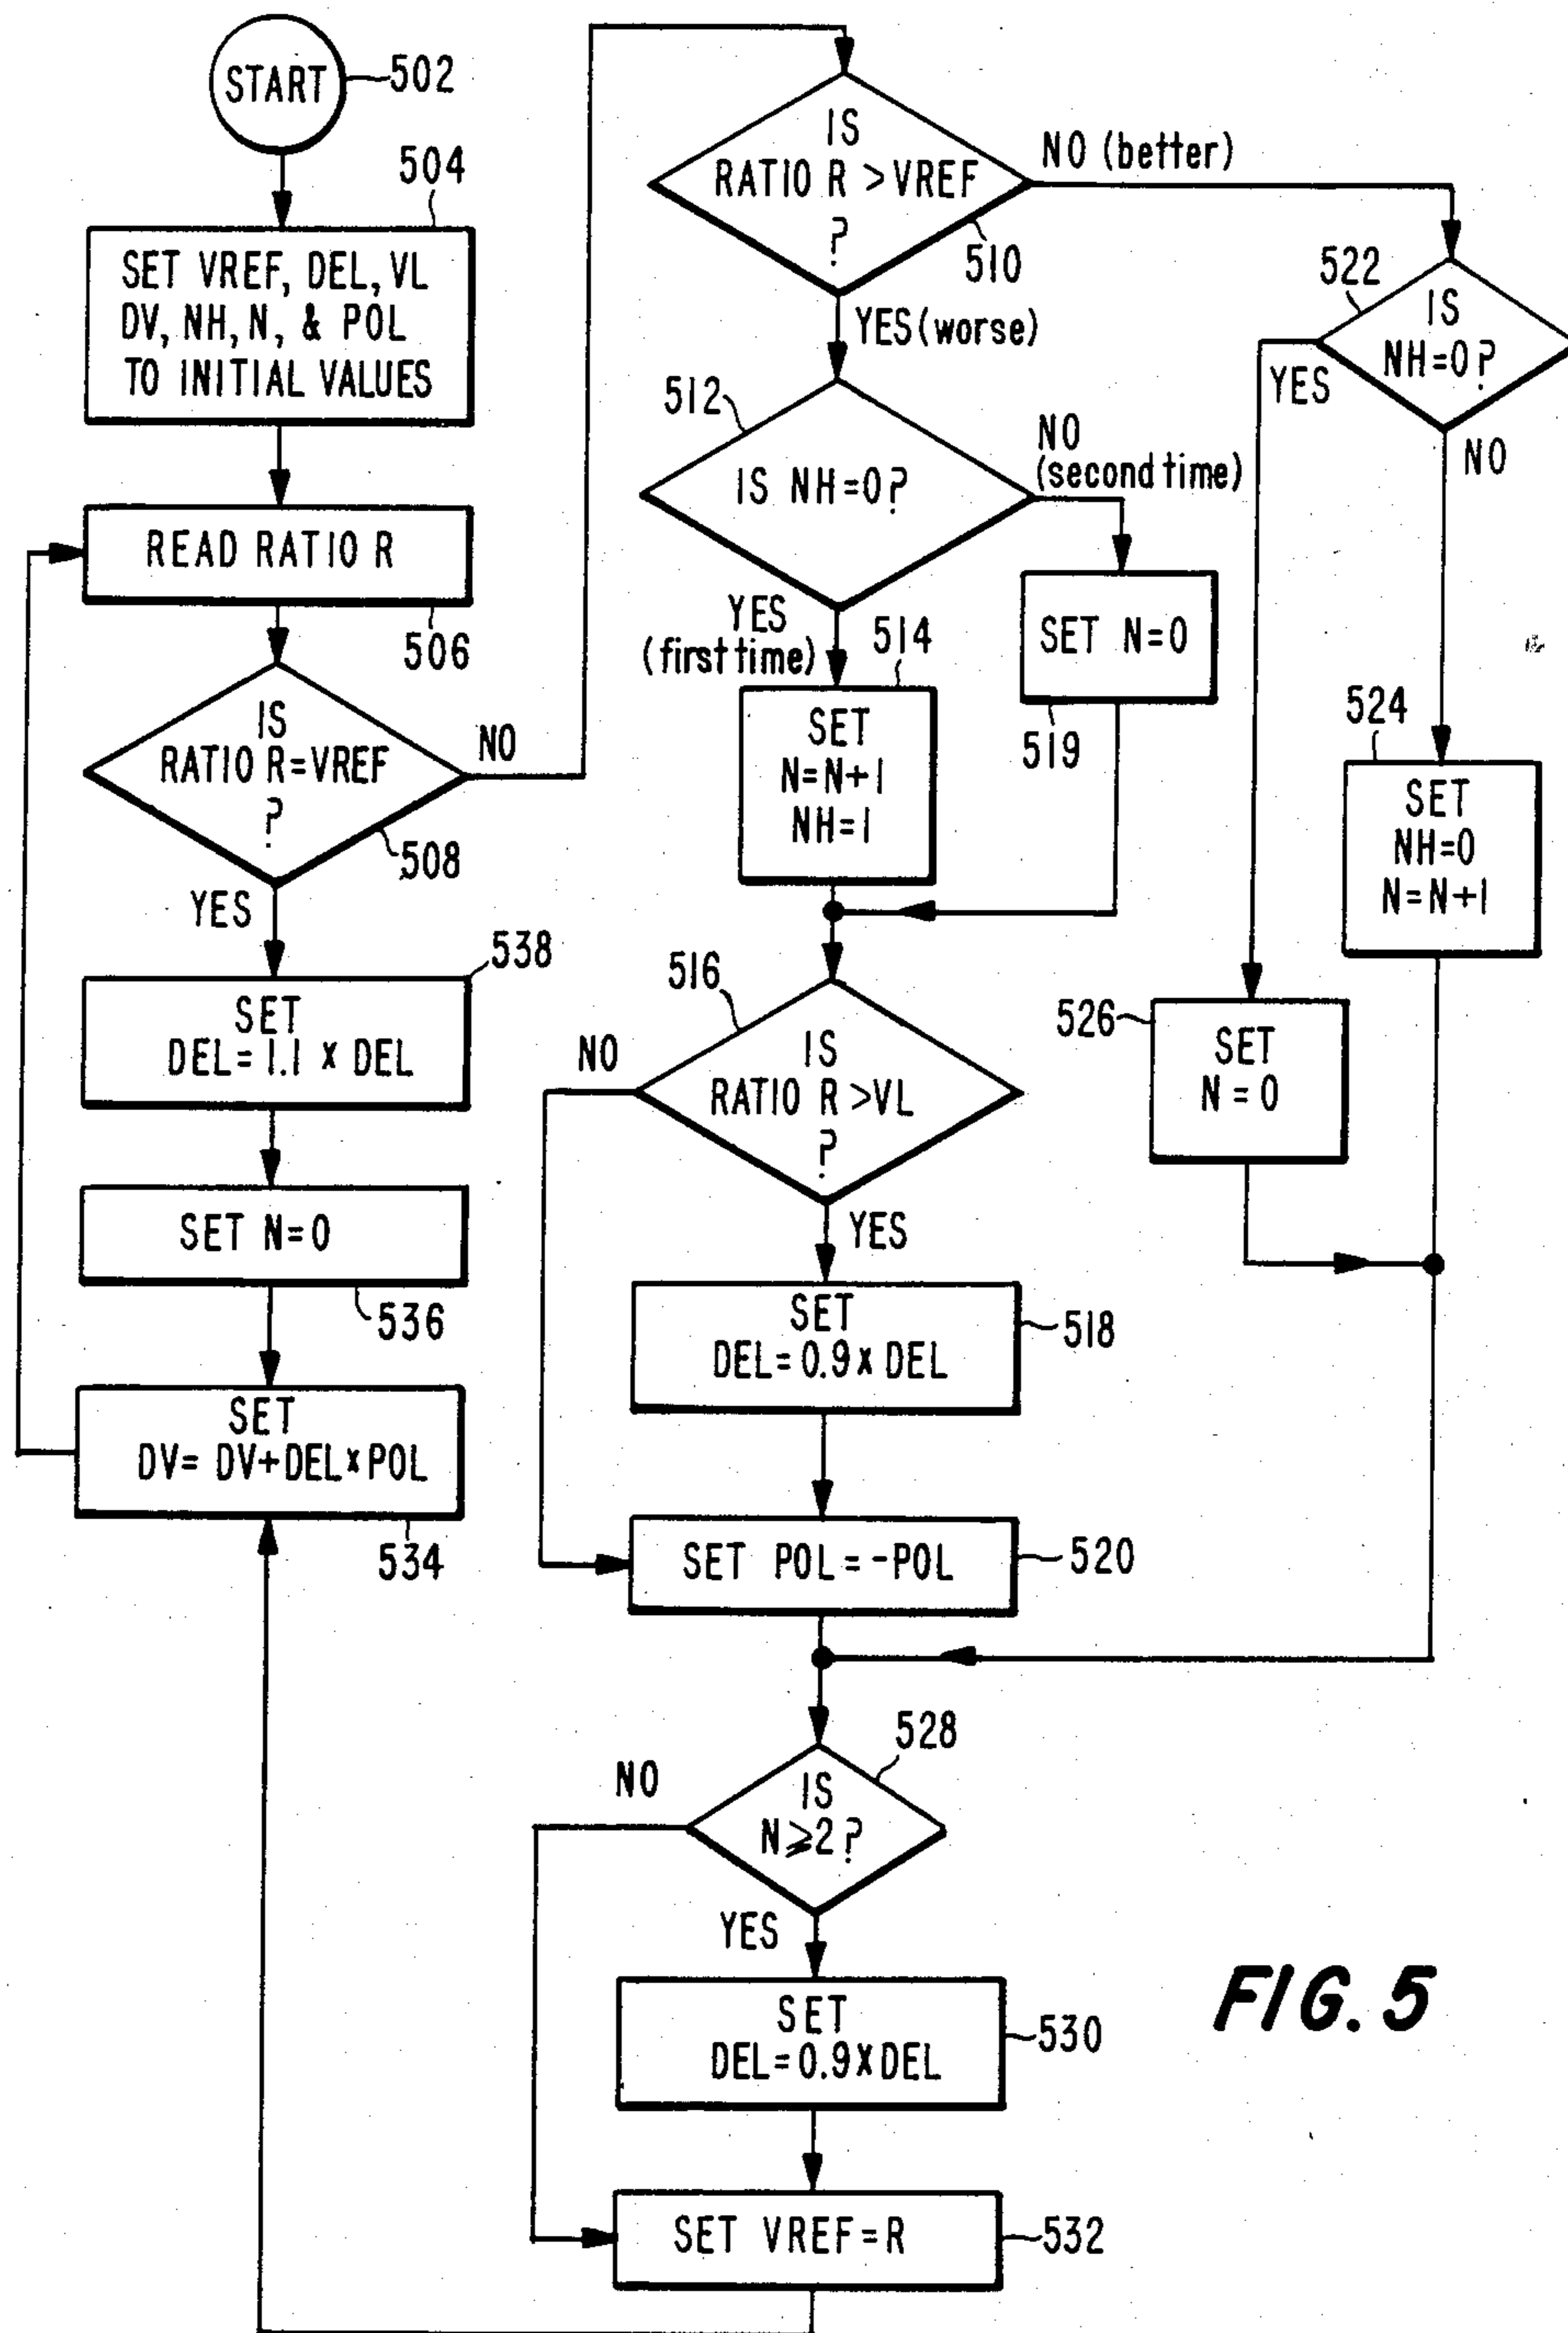 START
502
504
SET VREF, DEL, VL
DV, NH, N, & POL
TO INITIAL VALUES
READ RATIO R
506
IS
RATIO R=VREF
?
NO
508
YES
538
SET
DEL=1.1 x DEL
SET N=0
536
SET
DV= DV+DEL x POL
534
IS
RATIO R >VREF
?
510
NO (better)
YES (worse)
512
IS NH=0?
NO
(second time)
YES
(first time)
514
SET
N=N+1
NH=1
SET N=0
519
516
NO
IS
RATIO R >VL
?
YES
SET
DEL=0.9 x DEL
518
SET POL = -POL
520
522
IS
NH=0?
YES
NO
524
SET
NH=0
N=N+1
526
SET
N = 0
528
NO
IS
N≥2?
YES
SET
DEL=0.9 x DEL
530
SET VREF=R
532
FIG. 5